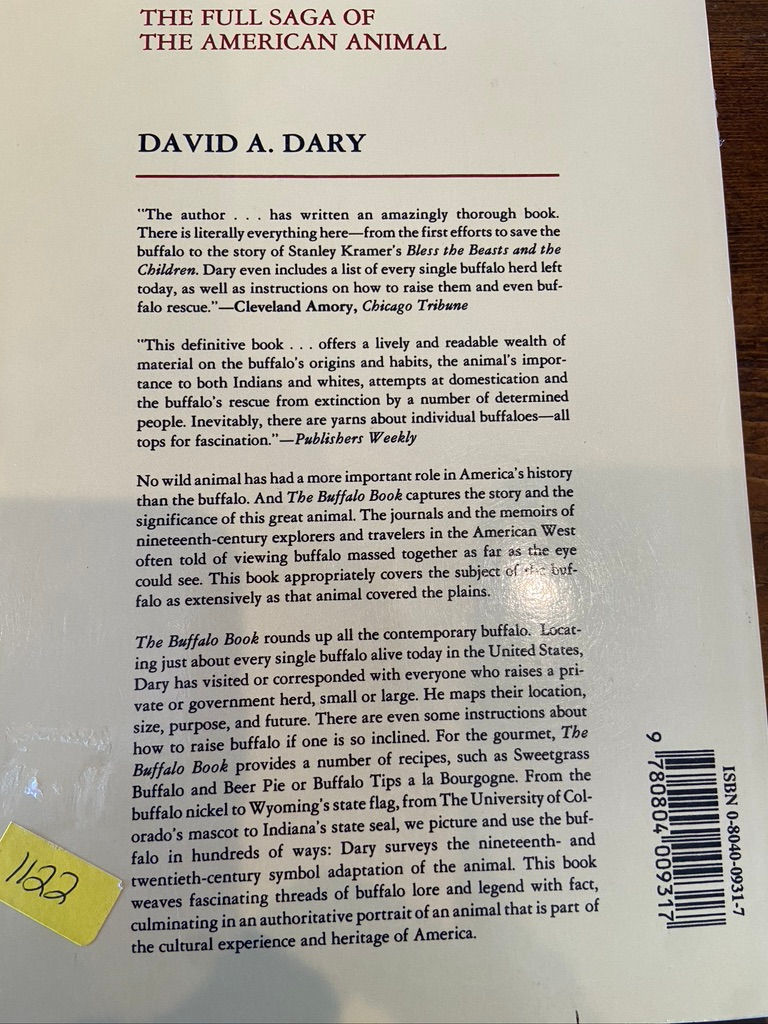 THE FULL SAGA OF
THE AMERICAN ANIMAL
DAVID A. DARY
"The author . . . has written an amazingly thorough book.
There is literally everything here—from the first efforts to save the
buffalo to the story of Stanley Kramer's Bless the Beasts and the
Children. Dary even includes a list of every single buffalo herd left
today, as well as instructions on how to raise them and even buf-
falo rescue."—Cleveland Amory, Chicago Tribune
"This definitive book . . . offers a lively and readable wealth of
material on the buffalo's origins and habits, the animal's impor-
tance to both Indians and whites, attempts at domestication and
the buffalo's rescue from extinction by a number of determined
people. Inevitably, there are yarns about individual buffaloes—all
tops for fascination."—Publishers Weekly
No wild animal has had a more important role in America's history
than the buffalo. And The Buffalo Book captures the story and the
significance of this great animal. The journals and the memoirs of
nineteenth-century explorers and travelers in the American West
often told of viewing buffalo massed together as far as the eye
could see. This book appropriately covers the subject of the buf-
falo as extensively as that animal covered the plains.
The Buffalo Book rounds up all the contemporary buffalo. Locat-
ing just about every single buffalo alive today in the United States,
Dary has visited or corresponded with everyone who raises a pri-
vate or government herd, small or large. He maps their location,
size, purpose, and future. There are even some instructions about
how to raise buffalo if one is so inclined. For the gourmet, The
Buffalo Book provides a number of recipes, such as Sweetgrass
Buffalo and Beer Pie or Buffalo Tips a la Bourgogne. From the
buffalo nickel to Wyoming's state flag, from The University of Col-
orado's mascot to Indiana's state seal, we picture and use the buf-
falo in hundreds of ways: Dary surveys the nineteenth- and
twentieth-century symbol adaptation of the animal. This book
weaves fascinating threads of buffalo lore and legend with fact,
culminating in an authoritative portrait of an animal that is part of
the cultural experience and heritage of America.
1122
ISBN 0-8040-0931-7
9 780804 009317